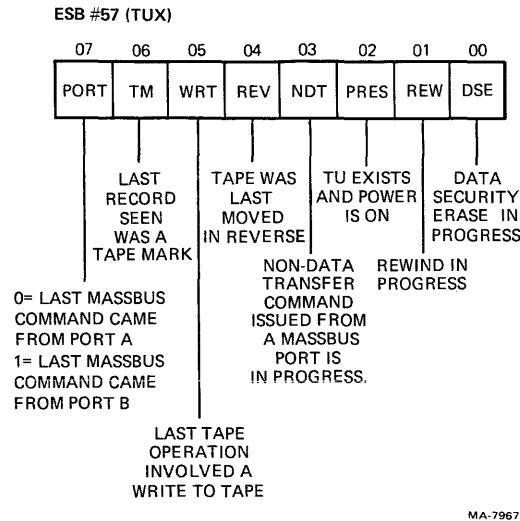 ESB #57 (TUX)
07 06 05 04 03 02 01 00
PORT TM WRT REV NDT PRES REW DSE
LAST
RECORD
SEEN
WAS A
TAPE MARK
TAPE WAS
LAST
MOVED
IN REVERSE
TU EXISTS
AND POWER
IS ON
DATA
SECURITY
ERASE IN
PROGRESS
0= LAST MASSBUS
COMMAND CAME
FROM PORT A
1= LAST MASSBUS
COMMAND CAME
FROM PORT B
NON-DATA
TRANSFER
COMMAND
ISSUED FROM
A MASSBUS
PORT IS
IN PROGRESS.
REWIND IN
PROGRESS
LAST TAPE
OPERATION
INVOLVED A
WRITE TO TAPE
MA-7967